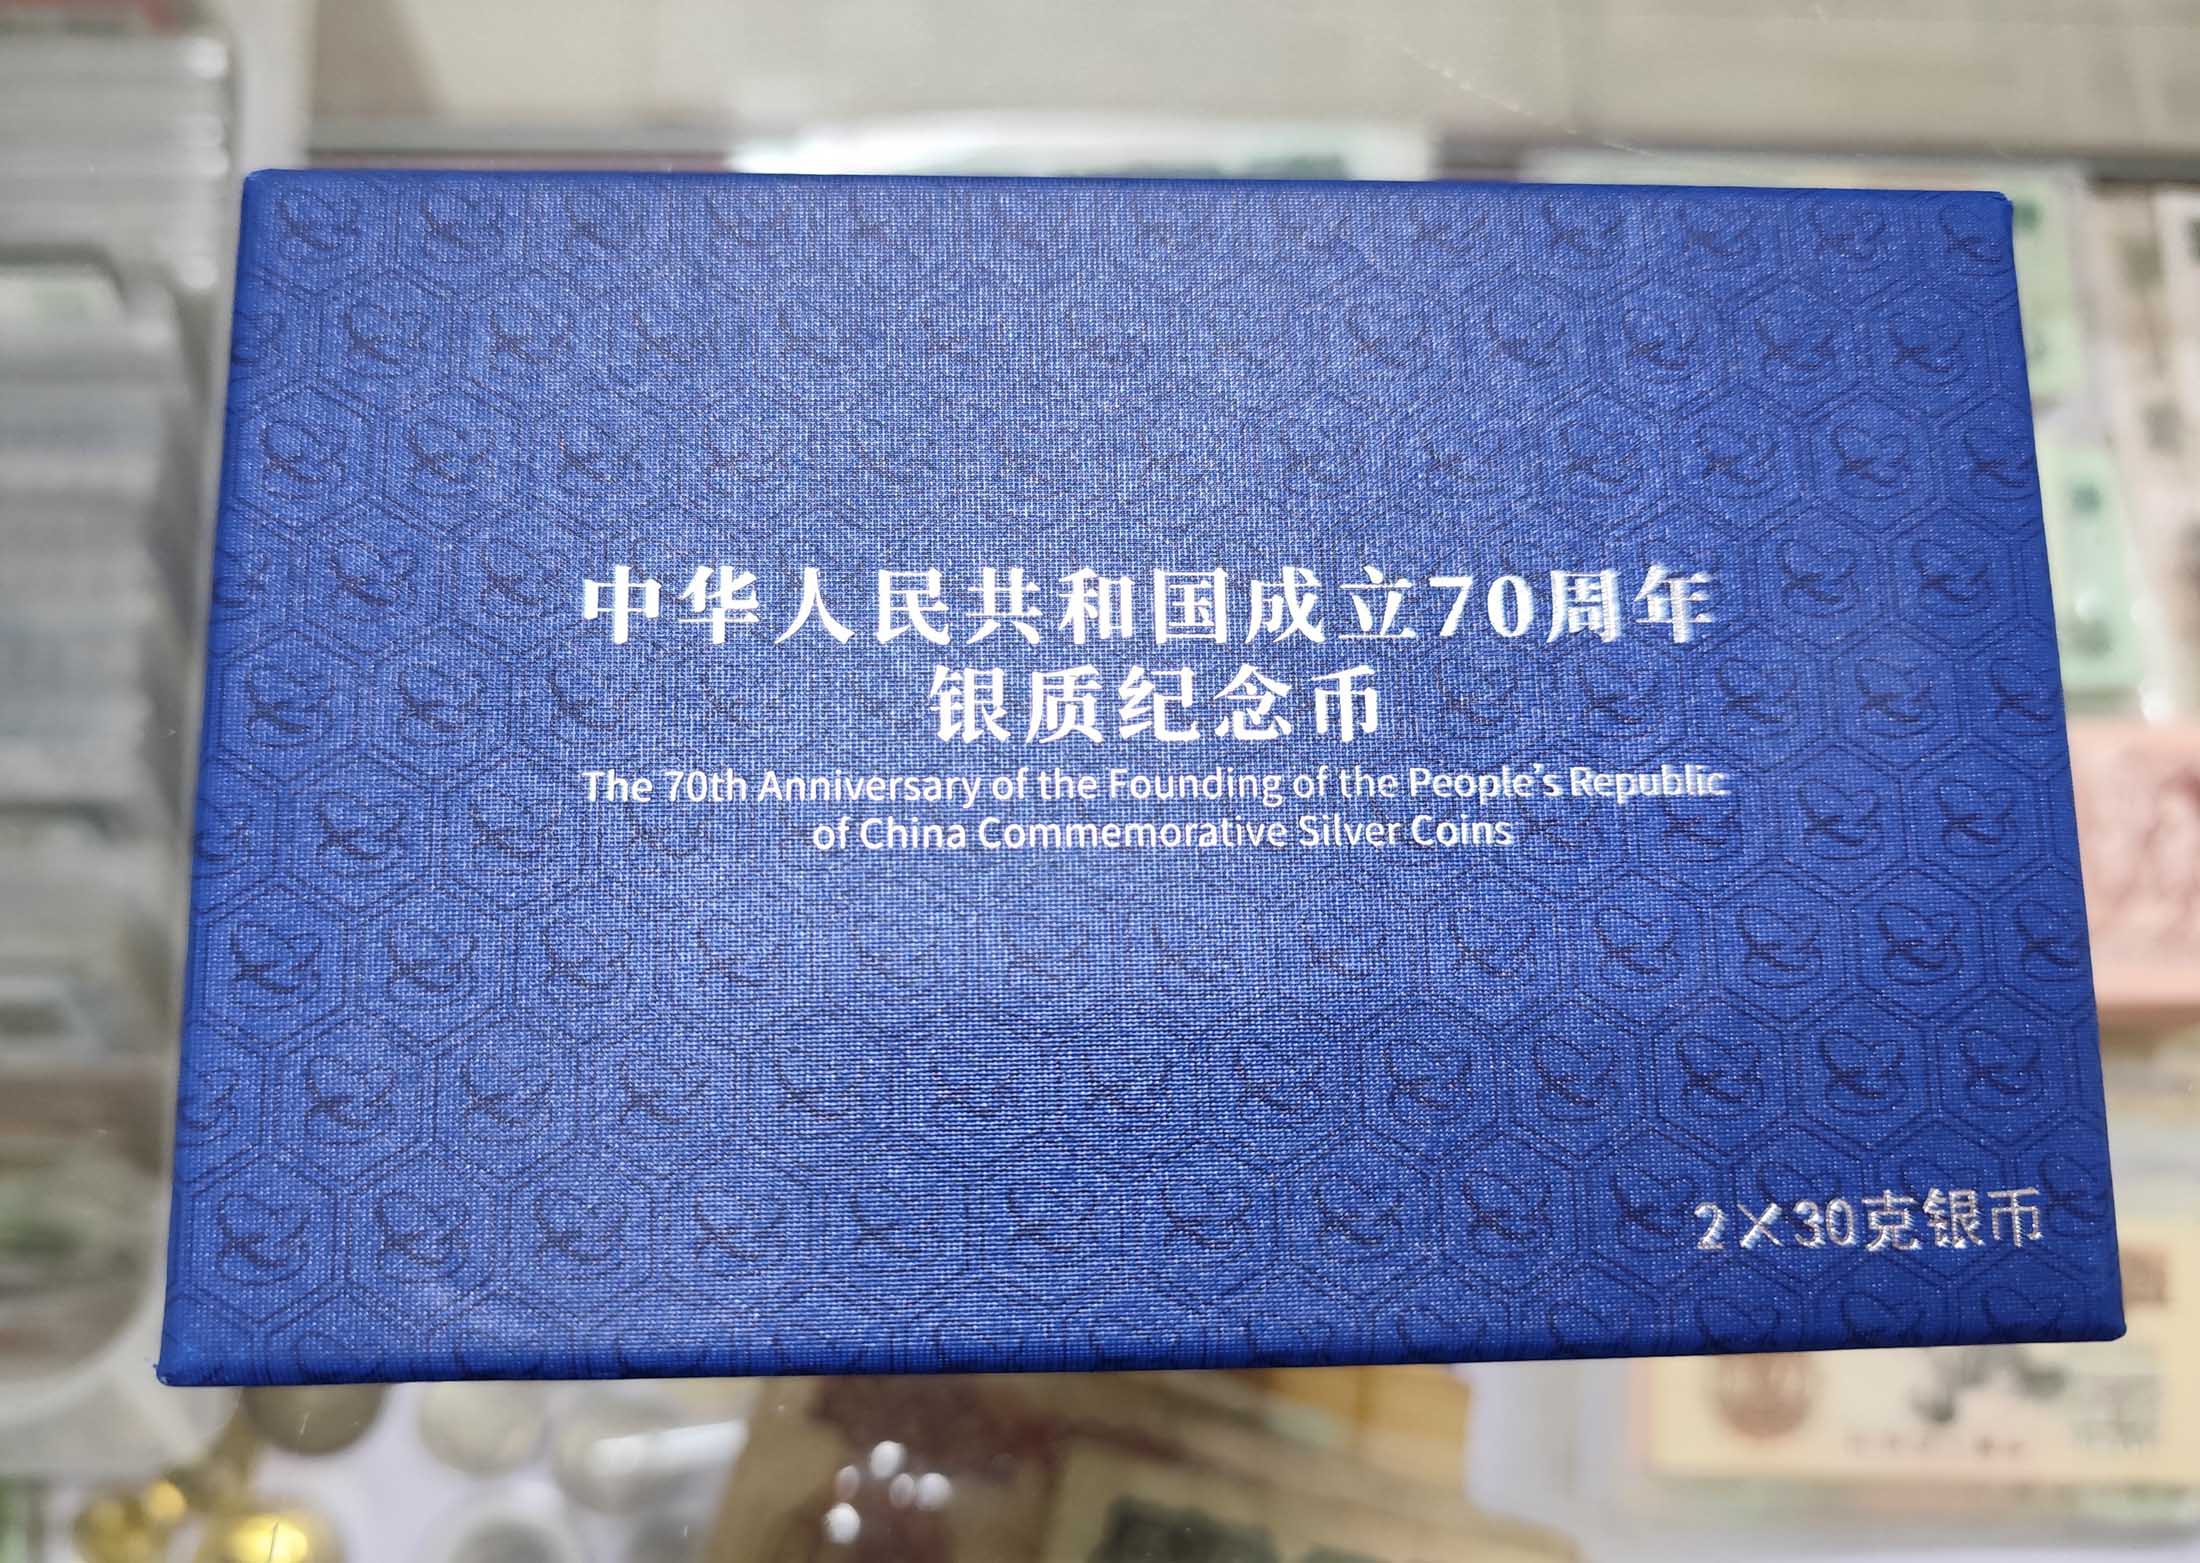 中华人民共和国成立70周年
银质纪念币
The 70th Anniversary of the Founding of the People's Republic
of China Commemorative Silver Coins
2×30克银币